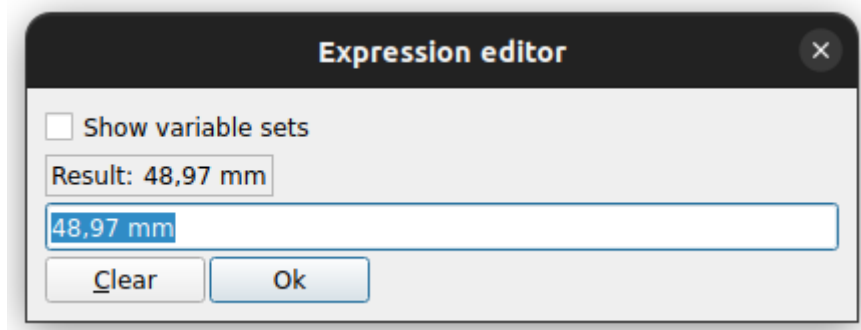 Expression editor
Show variable sets
Result: 48,97 mm
48,97 mm
Clear Ok